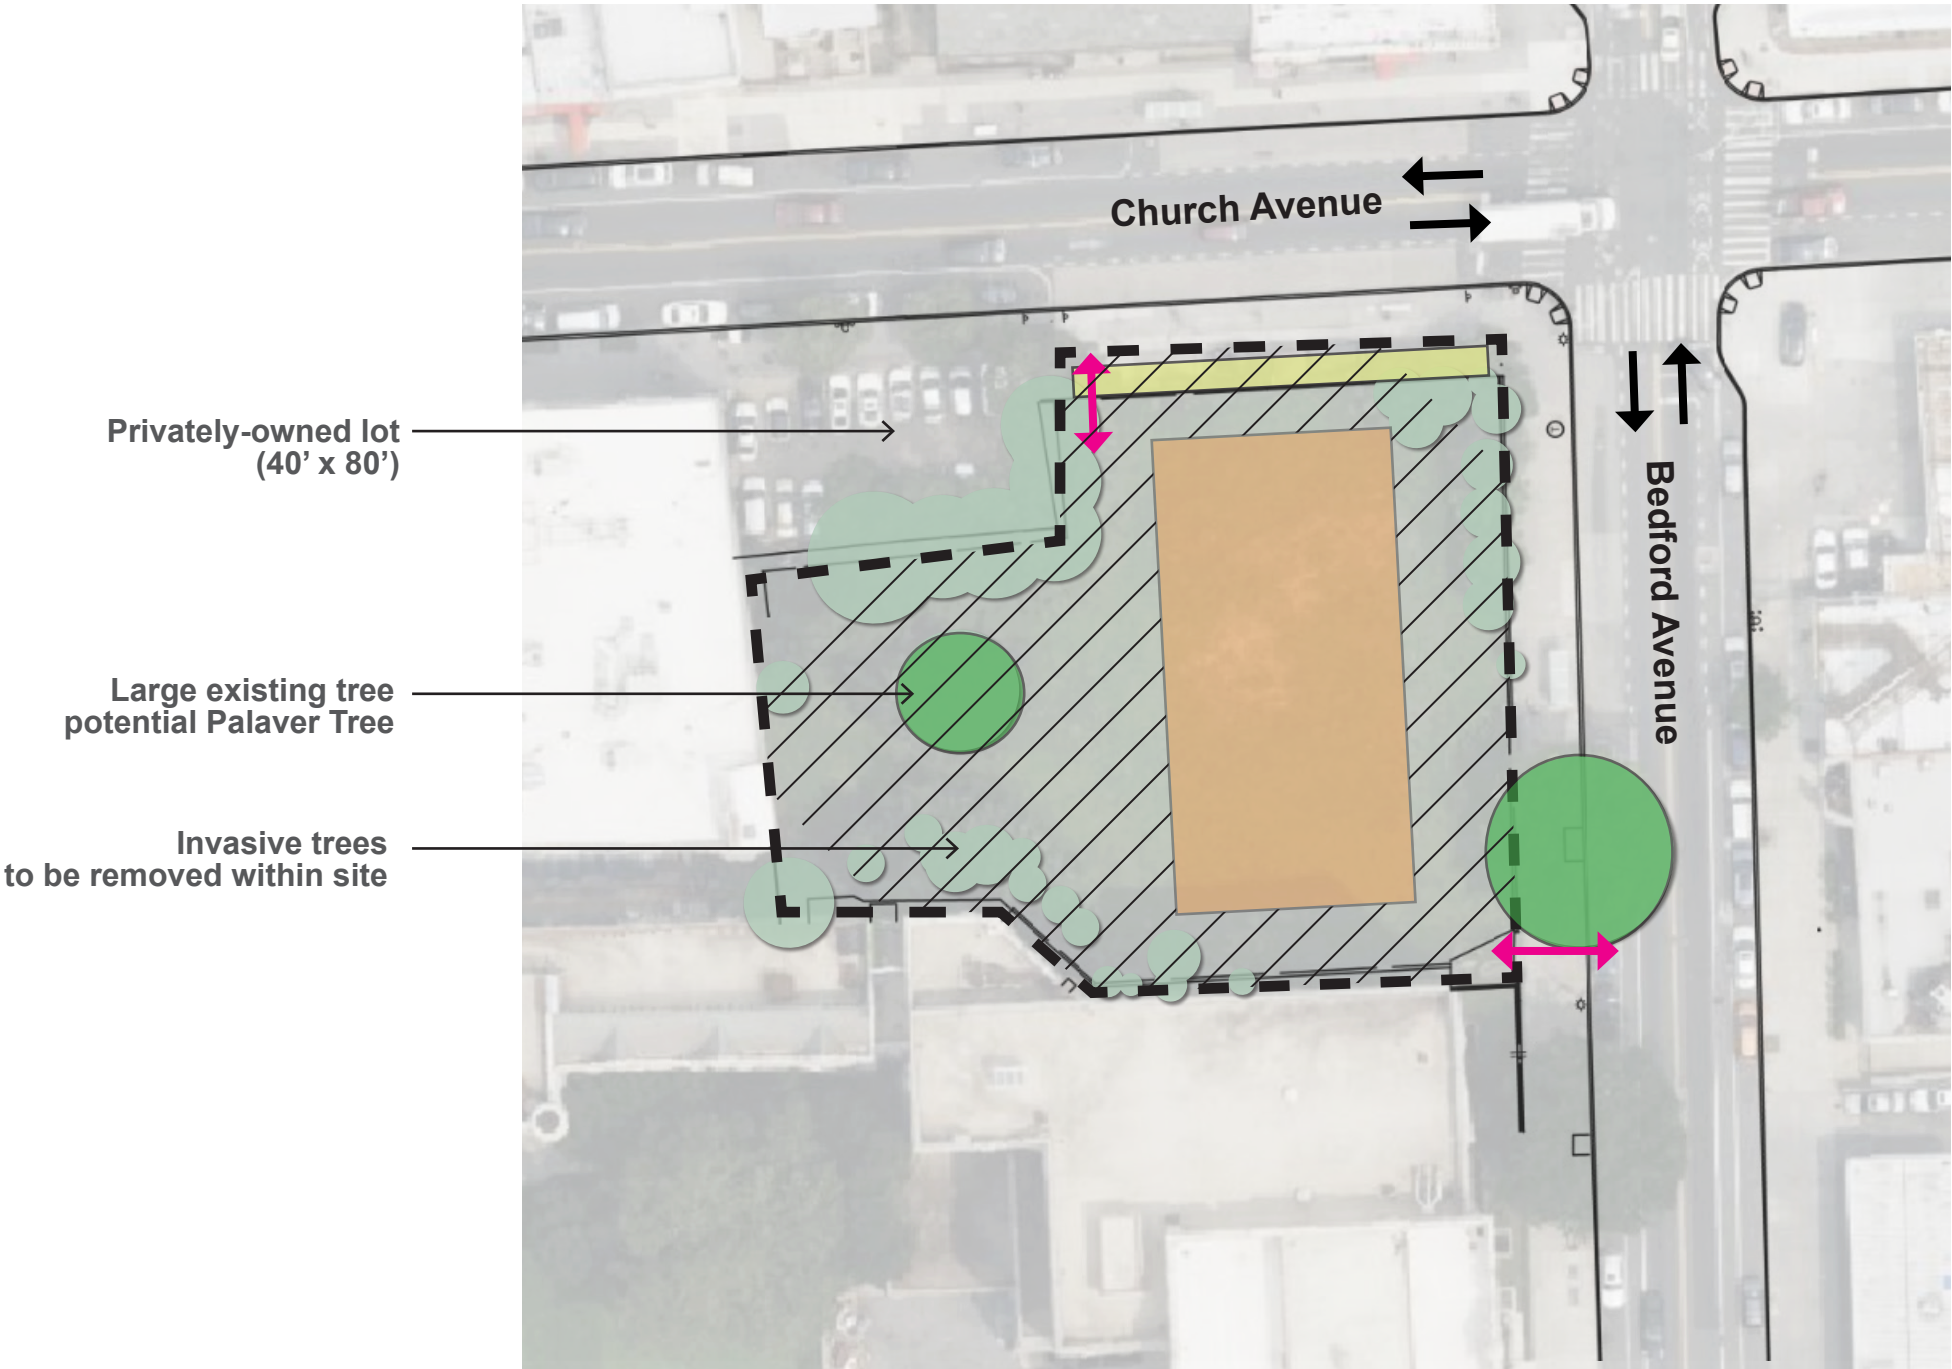 Church Avenue
Privately-owned lot
(40’ x 80’)
Bedford Avenue
Large existing tree
potential Palaver Tree
Invasive trees
to be removed within site